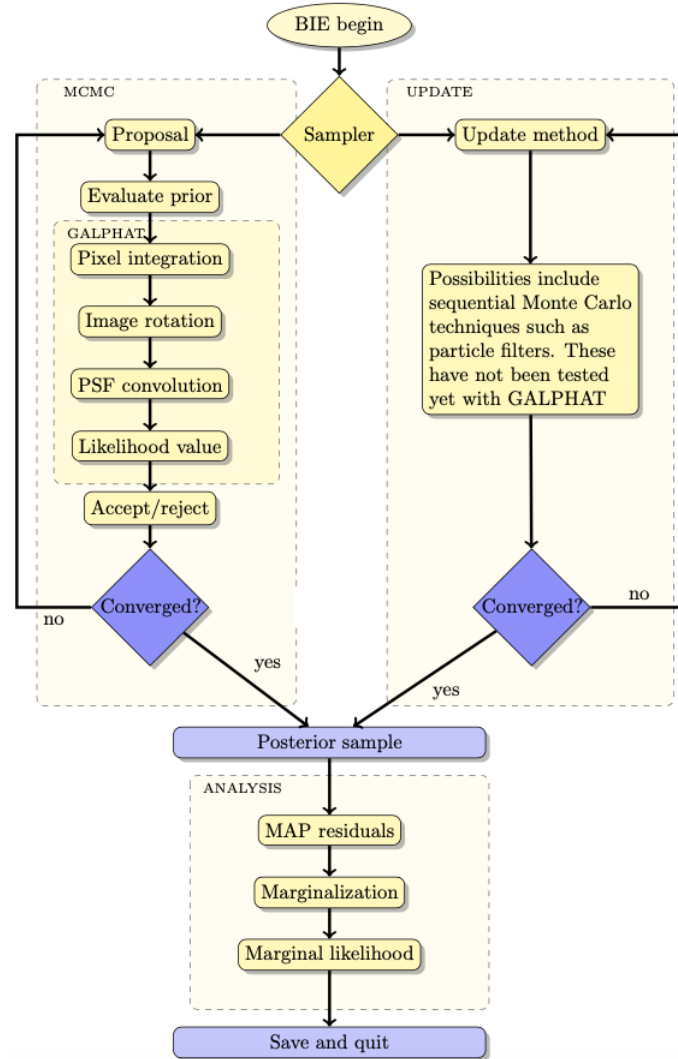 BIE begin
MCMC
UPDATE
Proposal
Sampler
Update method
Evaluate prior
GALPHAT
Pixel integration
Possibilities include
sequential Monte Carlo
techniques such as
particle filters. These
have not been tested
yet with GALPHAT
Image rotation
PSF convolution
Likelihood value
Accept/reject
Converged?
no
yes
Converged?
no
yes
Posterior sample
ANALYSIS
MAP residuals
Marginalization
Marginal likelihood
Save and quit